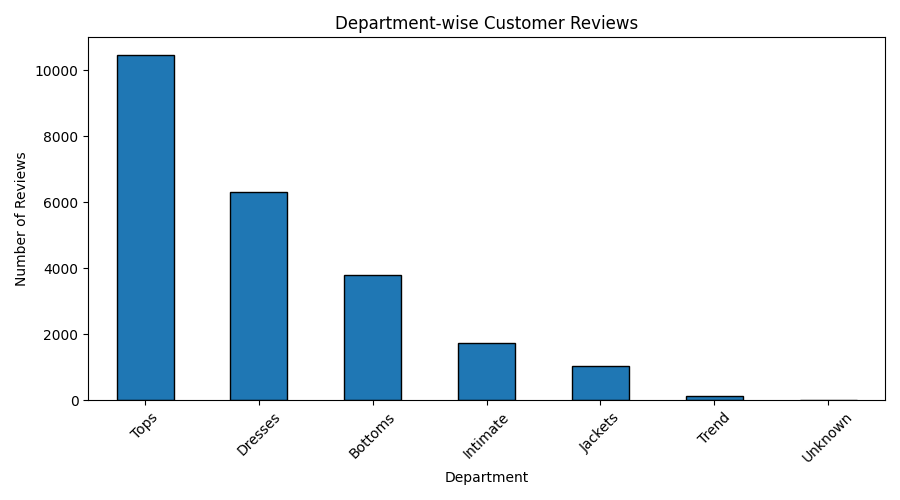 Department-wise Customer Reviews
Number of Reviews
10000
8000
6000
4000
2000
0
Tops
Dresses
Bottoms
Intimate
Jackets
Trend
Unknown
Department